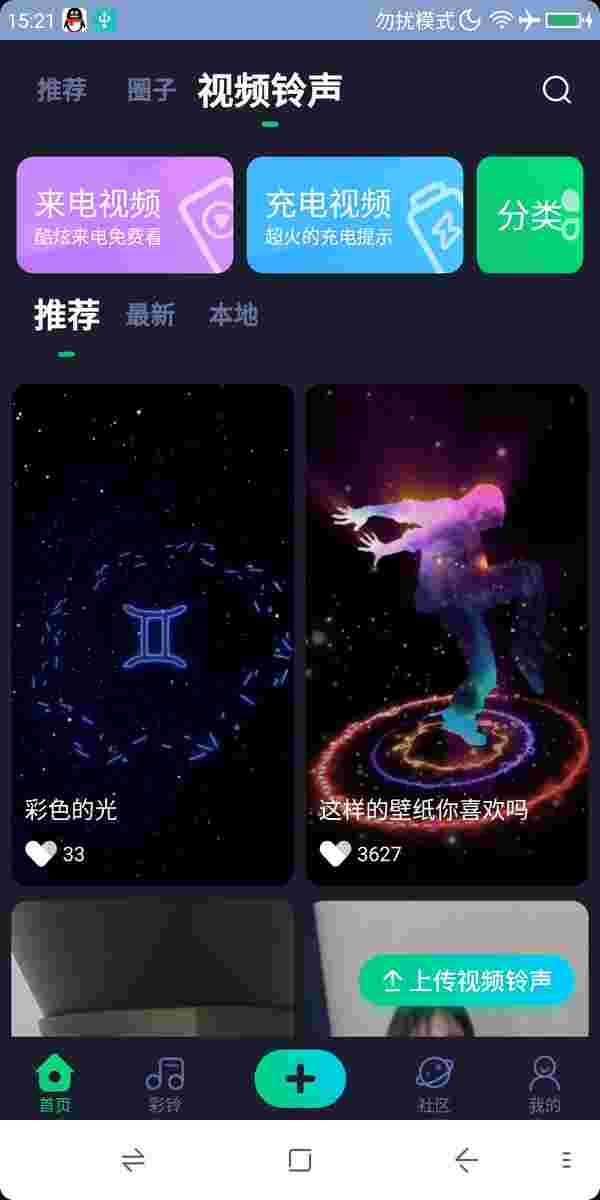 15:21 勿扰模式
推荐 圈子 视频铃声
来电视频 充电视频 分类
酷炫来电免费看 超火的充电提示
推荐 最新 本地
彩色的光 这样的壁纸你喜欢吗
33 3627
上传视频铃声
首页 彩铃 社区 我的